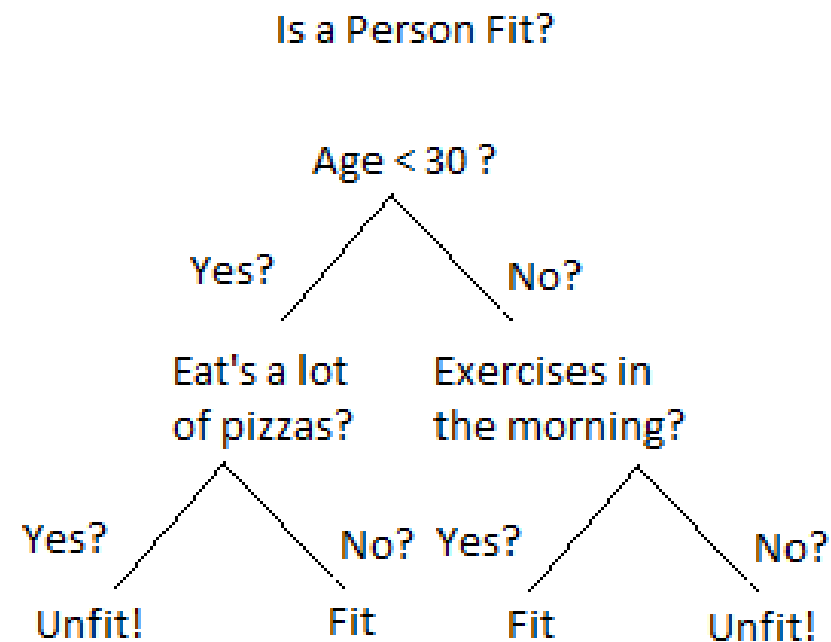 Is a Person Fit?
Age < 30 ?
Yes?
No?
Eat's a lot
of pizzas?
Exercises in
the morning?
Yes?
No?
Yes?
No?
Unfit!
Fit
Fit
Unfit!